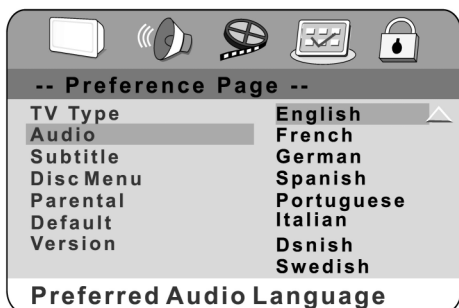 -- Preference Page --
TV Type
Audio
Subtitle
Disc Menu
Parental
Default
Version
English
French
German
Spanish
Portuguese
Italian
Dsnish
Swedish
Preferred Audio Language